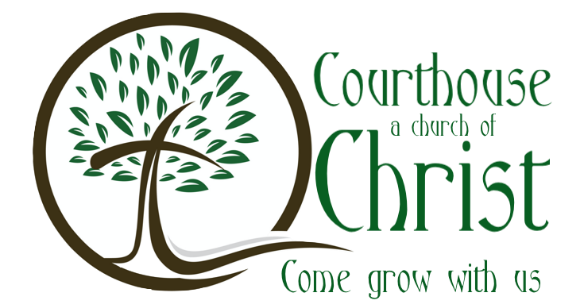 Courthouse
a church of
Christ
Come grow with us